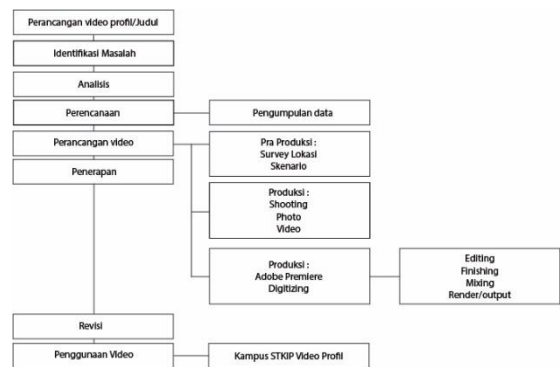 Perancangan video profil/Judul
Identifikasi Masalah
Analisis
Perencanaan
Pengumpulan data
Perancangan video
Pra Produksi :
Survey Lokasi
Skenario
Penerapan
Produksi :
Shooting
Photo
Video
Produksi :
Adobe Premiere
Digitizing
Editing
Finishing
Mixing
Render/output
Revisi
Penggunaan Video
Kampus STKIP Video Profil